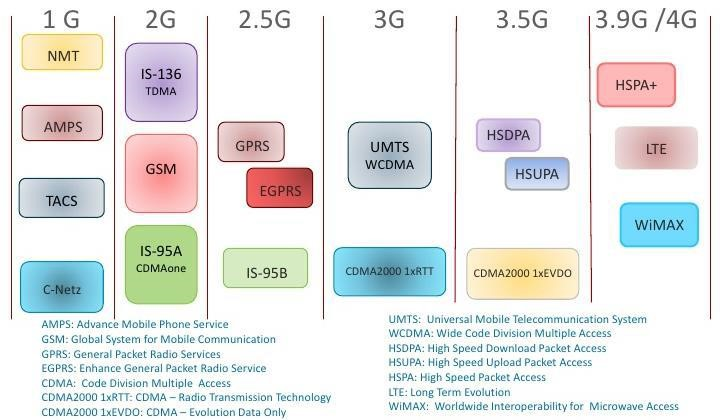 1 G
2G
2.5G
3G
3.5G
3.9G /4G
NMT
AMPS
TACS
C-Netz
IS-136
TDMA
GSM
IS-95A
CDMAone
GPRS
EGPRS
IS-95B
UMTS
WCDMA
CDMA2000 1xRTT
HSDPA
HSUPA
CDMA2000 1xEVDO
HSPA+
LTE
WiMAX
AMPS: Advance Mobile Phone Service
GSM: Global System for Mobile Communication
GPRS: General Packet Radio Services
EGPRS: Enhance General Packet Radio Service
CDMA: Code Division Multiple Access
CDMA2000 1xRTT: CDMA – Radio Transmission Technology
CDMA2000 1xEVDO: CDMA – Evolution Data Only
UMTS: Universal Mobile Telecommunication System
WCDMA: Wide Code Division Multiple Access
HSDPA: High Speed Download Packet Access
HSUPA: High Speed Upload Packet Access
HSPA: High Speed Packet Access
LTE: Long Term Evolution
WiMAX: Worldwide Interoperability for Microwave Access